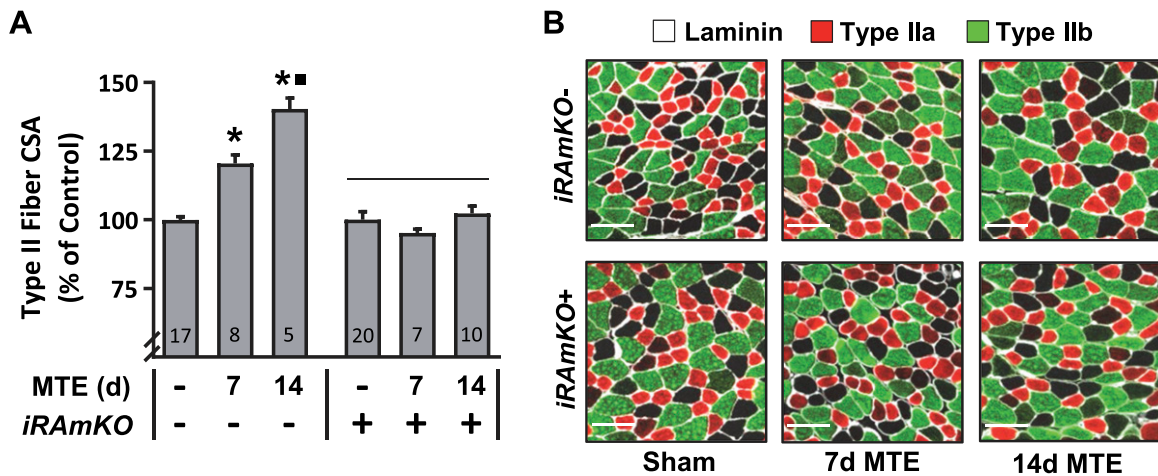 A
Type II Fiber CSA
(% of Control)
150
125
100
75
*
*■
17
8
5
20
7
10
MTE (d)
-
7
14
-
7
14
iRAmKO
-
-
-
+
+
+
B
Laminin
Type IIa
Type IIb
iRAmKO-
iRAmKO+
Sham
7d MTE
14d MTE